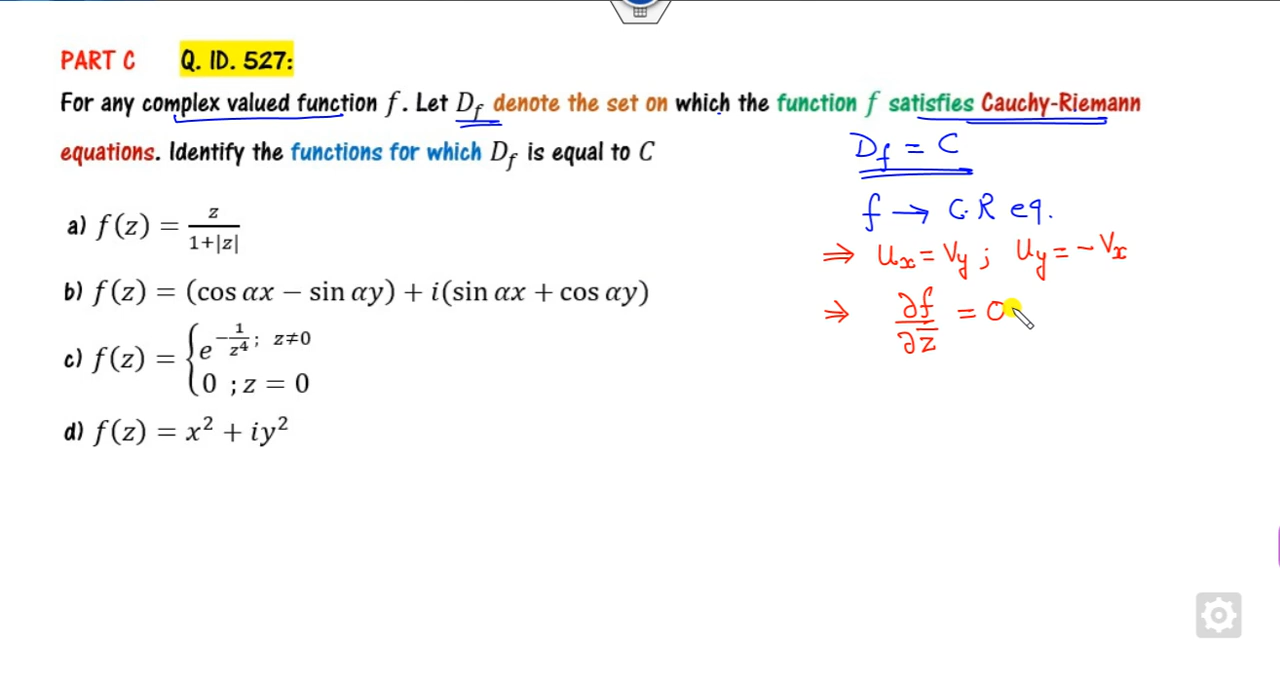 PART C Q. ID. 527:
For any complex valued function f. Let D_f denote the set on which the function f satisfies Cauchy-Riemann
equations. Identify the functions for which D_f is equal to C
D_f = C
a) f(z) = z/(1+|z|)
f → C.R eq.
⇒ u_x = v_y ; u_y = -v_x
b) f(z) = (cos αx − sin αy) + i(sin αx + cos αy)
⇒ ∂f/∂z̅ = 0
c) f(z) = { e^(-1/z^4); z≠0
0 ; z = 0
d) f(z) = x² + iy²